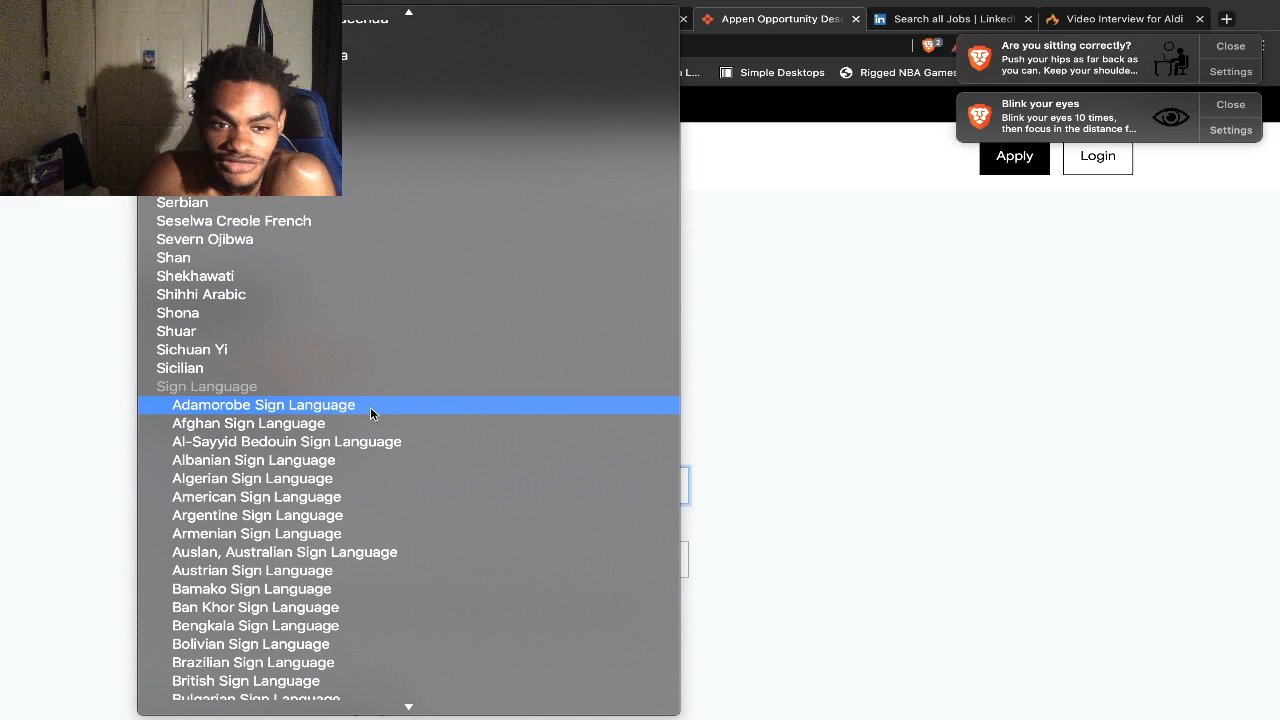 Appen Opportunity Des
Search all Jobs | Linked
Video Interview for Aldi
2
L...
Simple Desktops
Rigged NBA Games
Are you sitting correctly?
Push your hips as far back as
you can. Keep your shoulde...
Close
Settings
Blink your eyes
Blink your eyes 10 times,
then focus in the distance f...
Close
Settings
Apply
Login
a
Serbian
Seselwa Creole French
Severn Ojibwa
Shan
Shekhawati
Shihhi Arabic
Shona
Shuar
Sichuan Yi
Sicilian
Sign Language
Adamorobe Sign Language
Afghan Sign Language
Al-Sayyid Bedouin Sign Language
Albanian Sign Language
Algerian Sign Language
American Sign Language
Argentine Sign Language
Armenian Sign Language
Auslan, Australian Sign Language
Austrian Sign Language
Bamako Sign Language
Ban Khor Sign Language
Bengkala Sign Language
Bolivian Sign Language
Brazilian Sign Language
British Sign Language
Bulgarian Sign Language